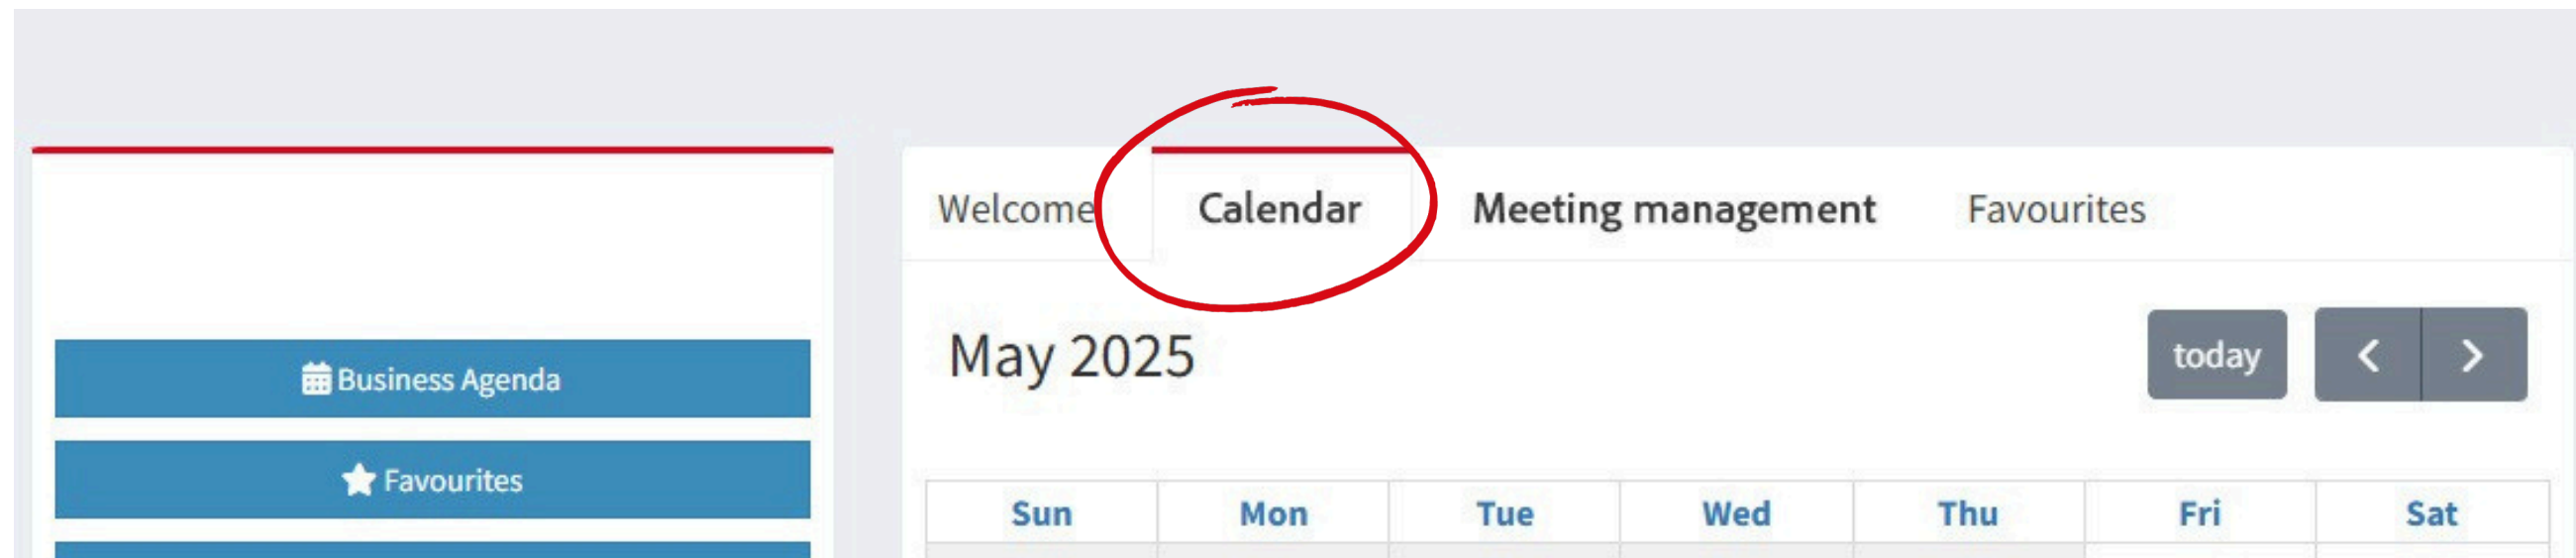 Business Agenda
Favourites
Welcome Calendar Meeting management Favourites
May 2025 today
Sun Mon Tue Wed Thu Fri Sat